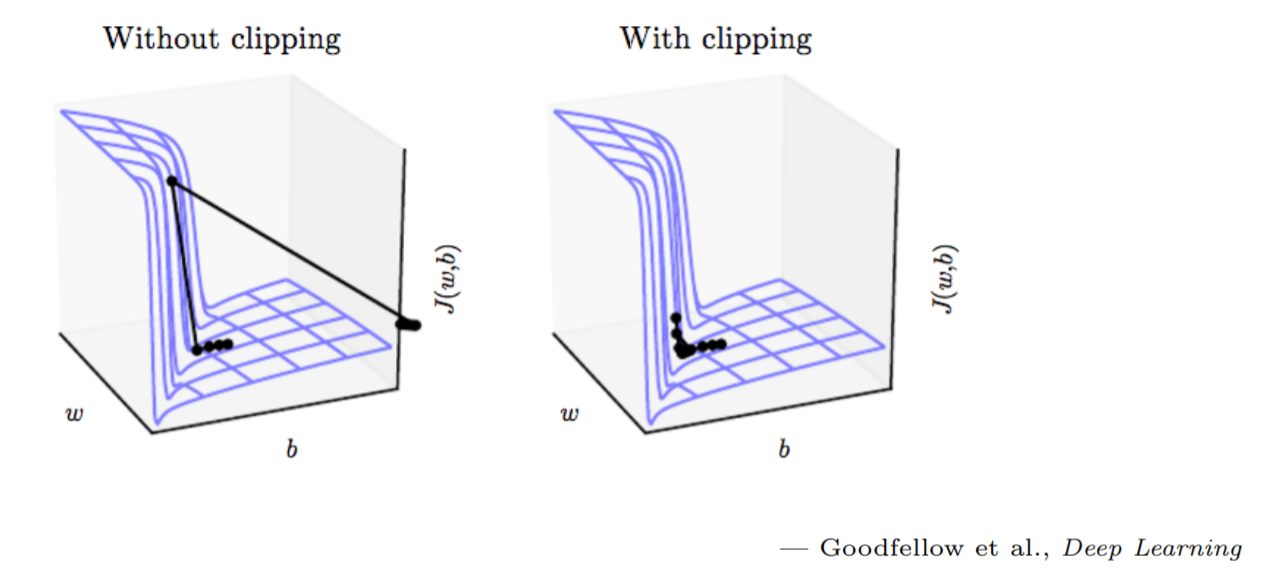 Without clipping
With clipping
J(w,b)
J(w,b)
w
w
b
b
— Goodfellow et al., Deep Learning